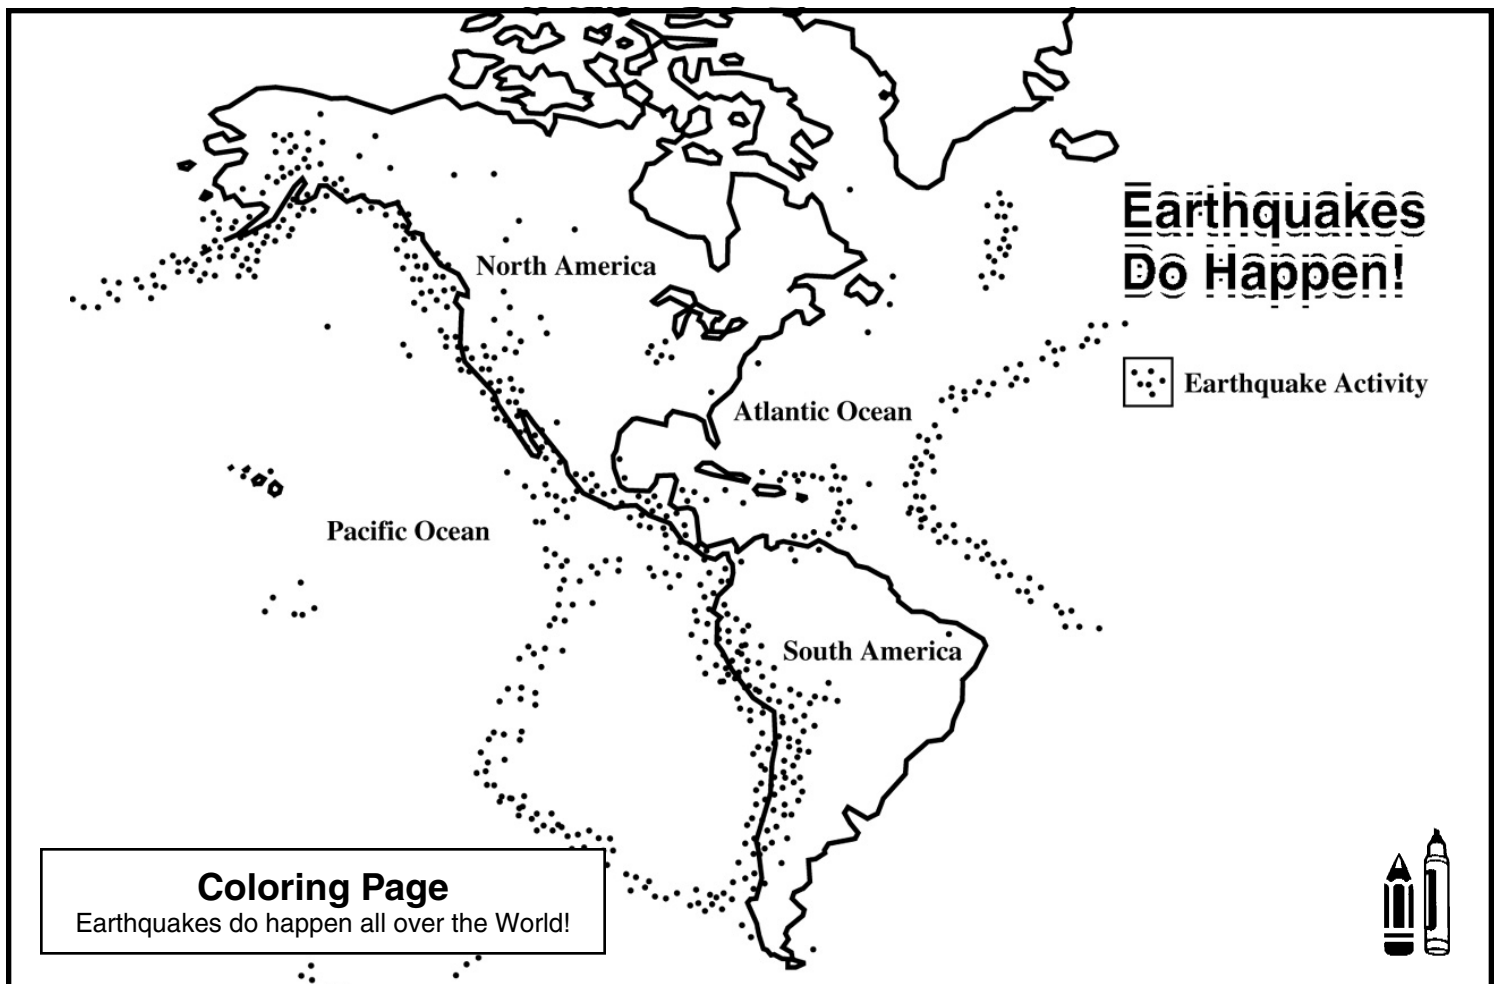 Earthquakes
Do Happen!
North America
Earthquake Activity
Atlantic Ocean
Pacific Ocean
South America
Coloring Page
Earthquakes do happen all over the World!